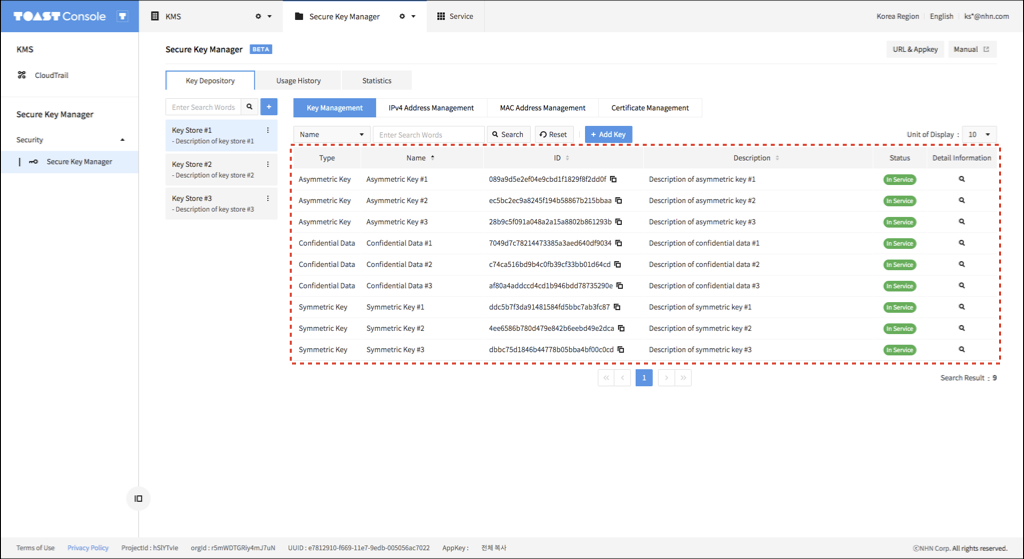 TOAST Console
KMS
Secure Key Manager
Service
Korea Region English ks*@nhn.com
KMS
CloudTrail
Secure Key Manager
Security
Secure Key Manager
Secure Key Manager BETA
URL & Appkey Manual
Key Depository Usage History Statistics
Enter Search Words +
Key Store #1
- Description of key store #1
Key Store #2
- Description of key store #2
Key Store #3
- Description of key store #3
Key Management IPv4 Address Management MAC Address Management Certificate Management
Name Enter Search Words Search Reset + Add Key Unit of Display : 10
Type Name ID Description Status Detail Information
Asymmetric Key Asymmetric Key #1 089a9d5e2ef04e9cbd1f1829f8f2dd0f Description of asymmetric key #1 In Service
Asymmetric Key Asymmetric Key #2 ec5bc2ec9a8245f194b58867b215bbaa Description of asymmetric key #2 In Service
Asymmetric Key Asymmetric Key #3 28b9c5f091a048a2a15a8802b861293b Description of asymmetric key #3 In Service
Confidential Data Confidential Data #1 7049d7c78214473385a3aed640df9034 Description of confidential data #1 In Service
Confidential Data Confidential Data #2 c74ca516bd9b4c0fb39cf33bb01d64cd Description of confidential data #2 In Service
Confidential Data Confidential Data #3 af80a4addccd4cd1b946bdd78735290e Description of confidential data #3 In Service
Symmetric Key Symmetric Key #1 ddc5b7f3da91481584fd5bbc7ab3fc87 Description of symmetric key #1 In Service
Symmetric Key Symmetric Key #2 4ee6586b780d479e842b6eebd49e2dca Description of symmetric key #2 In Service
Symmetric Key Symmetric Key #3 dbbc75d1846b44778b05bba4bf00c0cd Description of symmetric key #3 In Service
1
Search Result : 9
Terms of Use Privacy Policy ProjectId : hSlYTvIe orgId : r5mWDTGRiy4mJ7uN UUID : e7812910-f669-11e7-9edb-005056ac7022 AppKey : 전체 복사 ⓒNHN Corp. All rights reserved.